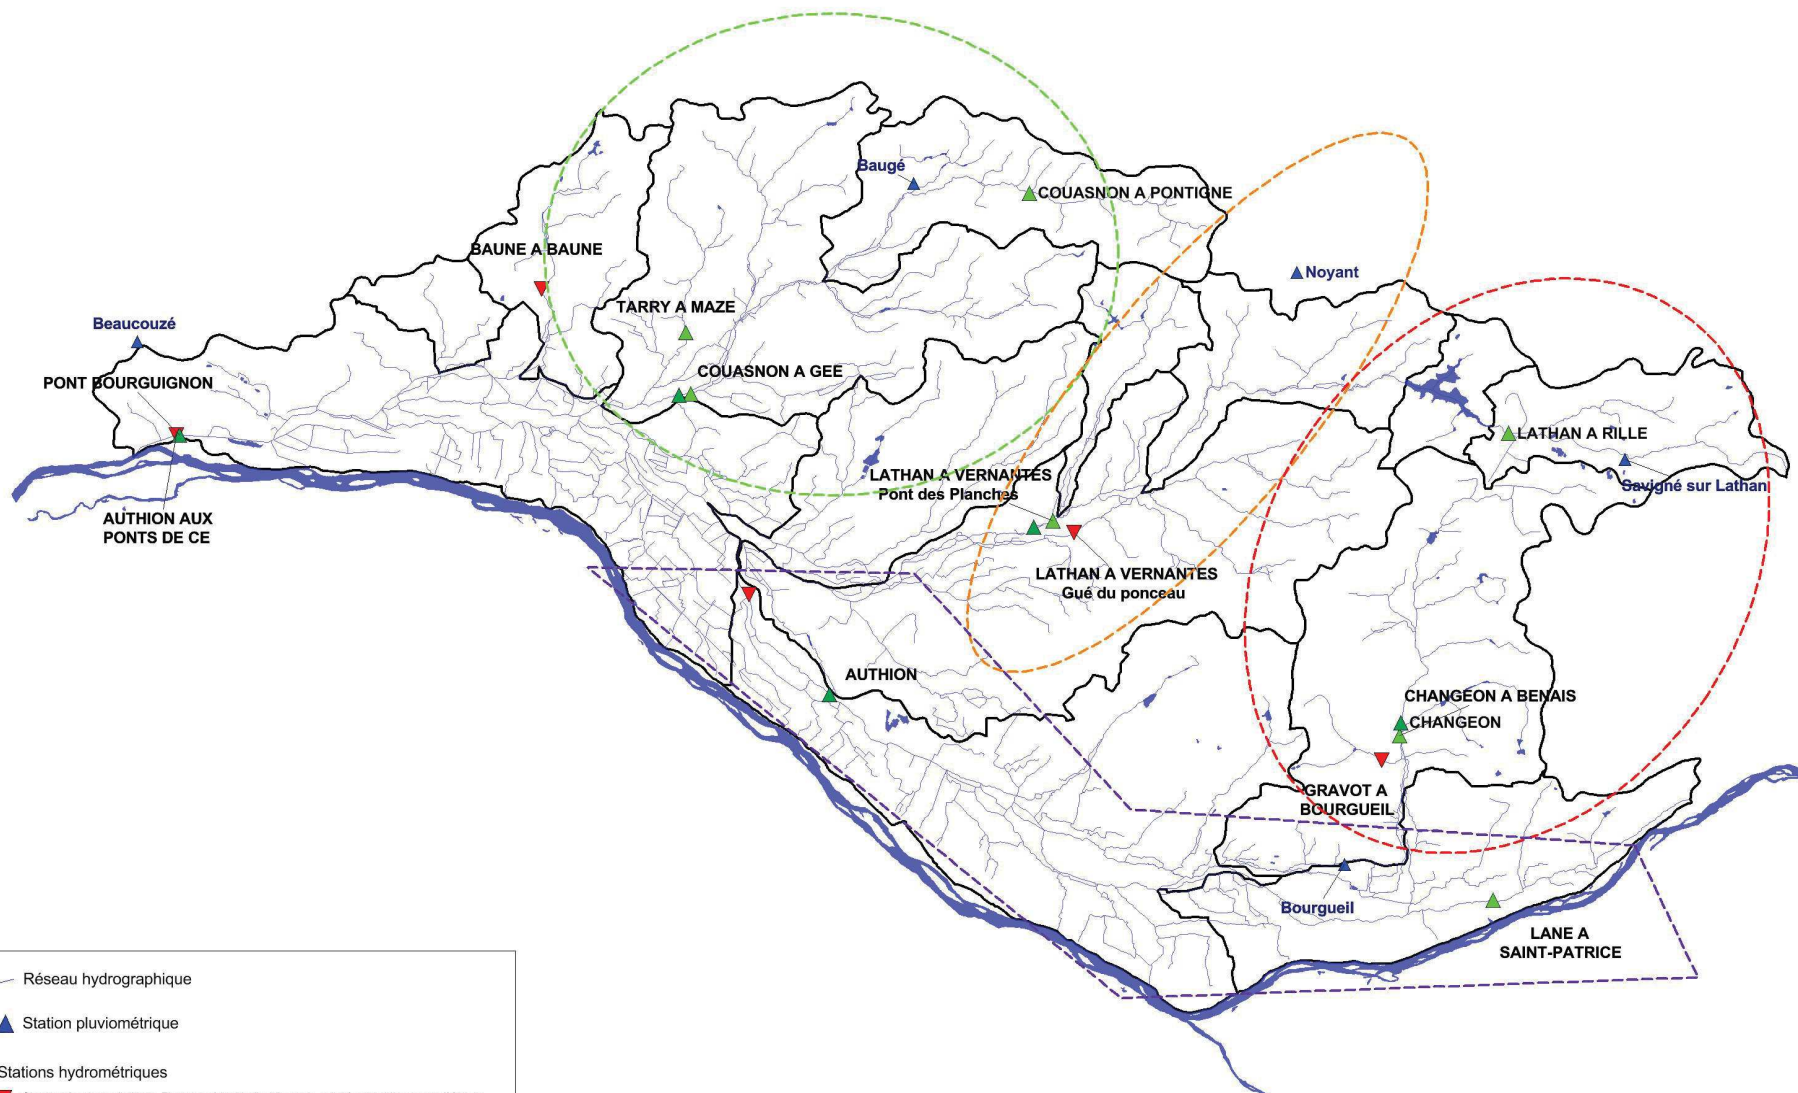 Baugé
COUASNON A PONTIGNE
BAUNE A BAUNE
Noyant
TARRY A MAZE
Beaucouzé
COUASNON A GEE
PONT BOURGUIGNON
LATHAN A RILLE
LATHAN A VERNANTES
Pont des Planches
Savigné sur Lathan
AUTHION AUX
PONTS DE CE
LATHAN A VERNANTES
Gué du ponceau
AUTHION
CHANGEON A BENAIS
CHANGEON
GRAVOT A
BOURGUEIL
Bourgueil
LANE A
SAINT-PATRICE
Réseau hydrographique
Station pluviométrique
Stations hydrométriques